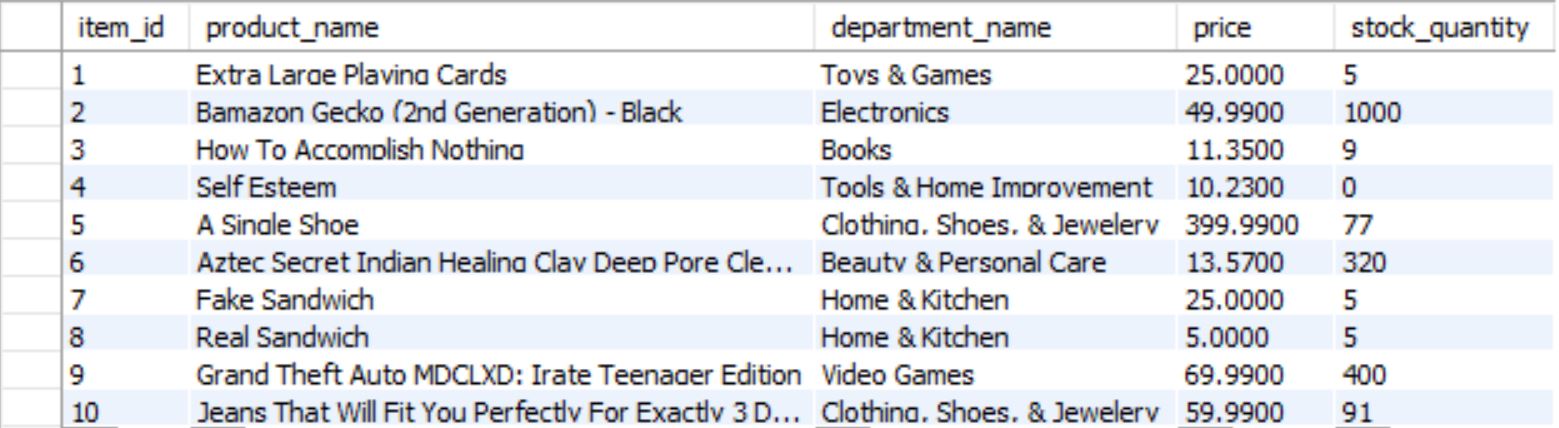 item_id product_name department_name price stock_quantity
1 Extra Large Playing Cards Toys & Games 25.0000 5
2 Bamazon Gecko (2nd Generation) - Black Electronics 49.9900 1000
3 How To Accomplish Nothing Books 11.3500 9
4 Self Esteem Tools & Home Improvement 10.2300 0
5 A Single Shoe Clothing, Shoes, & Jewelery 399.9900 77
6 Aztec Secret Indian Healing Clay Deep Pore Cle... Beauty & Personal Care 13.5700 320
7 Fake Sandwich Home & Kitchen 25.0000 5
8 Real Sandwich Home & Kitchen 5.0000 5
9 Grand Theft Auto MDCLXD: Irate Teenager Edition Video Games 69.9900 400
10 Jeans That Will Fit You Perfectly For Exactly 3 D... Clothing, Shoes, & Jewelery 59.9900 91